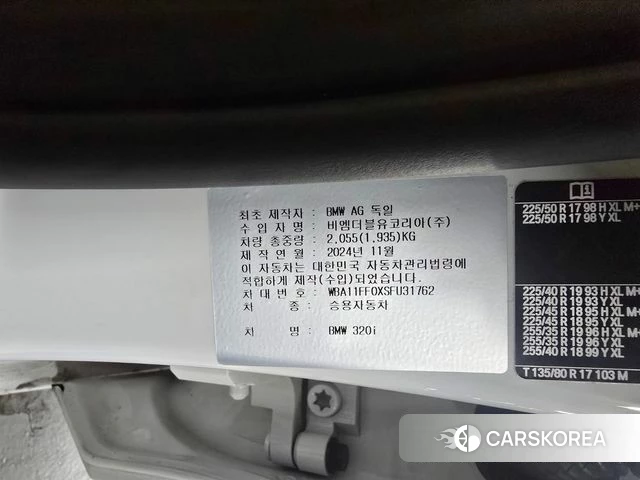 최초 제작자 : BMW AG 독일
수 입 자 명 : 비엠더블유코리아(주)
차량 총중량 : 2,055(1,935)KG
제 작 연 월 : 2024년 11월
이 자동차는 대한민국 자동차관리법령에
적합하게 제작(수입)되었습니다.
차 대 번 호 : WBA11FF0XSFU31762
차 종 : 승용자동차
차 명 : BMW 320i
225/50 R 17 98 H XL M+
225/50 R 17 98 Y XL
225/40 R 19 93 H XL M+
225/40 R 19 93 Y XL
225/45 R 18 95 H XL M+
225/45 R 18 95 Y XL
255/35 R 19 96 H XL M+
255/35 R 19 96 Y XL
255/40 R 18 99 Y XL
T 135/80 R 17 103 M
CARSKOREA